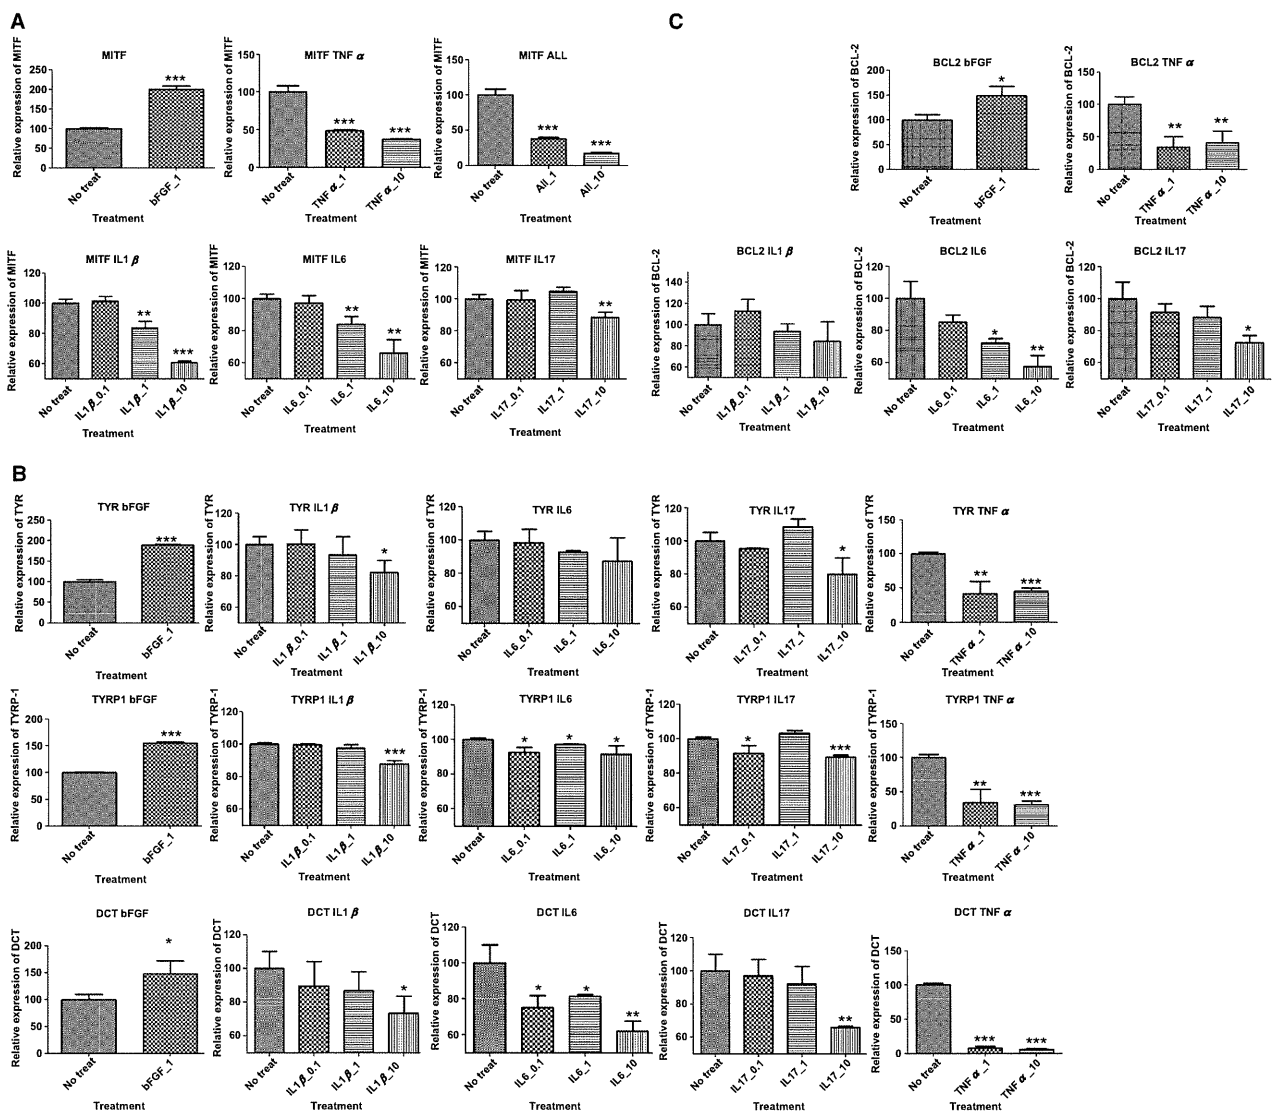 A
MITF
Relative expression of MITF
250
200
150
100
50
0
***
No treat
bFGF_1
Treatment
MITF TNF α
Relative expression of MITF
150
100
50
0
***
***
No treat
TNF α_1
TNF α_10
Treatment
MITF ALL
Relative expression of MITF
150
100
50
0
***
***
No treat
All_1
All_10
Treatment
MITF IL1 β
Relative expression of MITF
120
100
80
60
**
***
No treat
IL1 β_0.1
IL1 β_1
IL1 β_10
Treatment
MITF IL6
Relative expression of MITF
120
100
80
60
**
**
No treat
IL6_0.1
IL6_1
IL6_10
Treatment
MITF IL17
Relative expression of MITF
120
100
80
60
**
No treat
IL17_0.1
IL17_1
IL17_10
Treatment
C
BCL2 bFGF
Relative expression of BCL-2
200
150
100
50
0
*
No treat
bFGF_1
Treatment
BCL2 TNF α
Relative expression of BCL-2
150
100
50
0
**
**
No treat
TNF α_1
TNF α_10
Treatment
BCL2 IL1 β
Relative expression of BCL-2
140
120
100
80
60
No treat
IL1 β_0.1
IL1 β_1
IL1 β_10
Treatment
BCL2 IL6
Relative expression of BCL-2
120
100
80
60
*
**
No treat
IL6_0.1
IL6_1
IL6_10
Treatment
BCL2 IL17
Relative expression of BCL-2
120
100
80
60
*
No treat
IL17_0.1
IL17_1
IL17_10
Treatment
B
TYR bFGF
Relative expression of TYR
250
200
150
100
50
0
***
No treat
bFGF_1
Treatment
TYR IL1 β
Relative expression of TYR
120
100
80
60
*
No treat
IL1 β_0.1
IL1 β_1
IL1 β_10
Treatment
TYR IL6
Relative expression of TYR
120
100
80
60
No treat
IL6_0.1
IL6_1
IL6_10
Treatment
TYR IL17
Relative expression of TYR
120
100
80
60
*
No treat
IL17_0.1
IL17_1
IL17_10
Treatment
TYR TNF α
Relative expression of TYR
150
100
50
0
**
***
No treat
TNF α_1
TNF α_10
Treatment
TYRP1 bFGF
Relative expression of TYRP-1
200
150
100
50
0
***
No treat
bFGF_1
Treatment
TYRP1 IL1 β
Relative expression of TYRP-1
120
100
80
60
***
No treat
IL1 β_0.1
IL1 β_1
IL1 β_10
Treatment
TYRP1 IL6
Relative expression of TYRP-1
120
100
80
60
*
*
*
No treat
IL6_0.1
IL6_1
IL6_10
Treatment
TYRP1 IL17
Relative expression of TYRP-1
120
100
80
60
*
***
No treat
IL17_0.1
IL17_1
IL17_10
Treatment
TYRP1 TNF α
Relative expression of TYRP-1
150
100
50
0
**
***
No treat
TNF α_1
TNF α_10
Treatment
DCT bFGF
Relative expression of DCT
200
150
100
50
0
*
No treat
bFGF_1
Treatment
DCT IL1 β
Relative expression of DCT
120
100
80
60
*
No treat
IL1 β_0.1
IL1 β_1
IL1 β_10
Treatment
DCT IL6
Relative expression of DCT
120
100
80
60
*
*
**
No treat
IL6_0.1
IL6_1
IL6_10
Treatment
DCT IL17
Relative expression of DCT
120
100
80
60
**
No treat
IL17_0.1
IL17_1
IL17_10
Treatment
DCT TNF α
Relative expression of DCT
150
100
50
0
***
***
No treat
TNF α_1
TNF α_10
Treatment